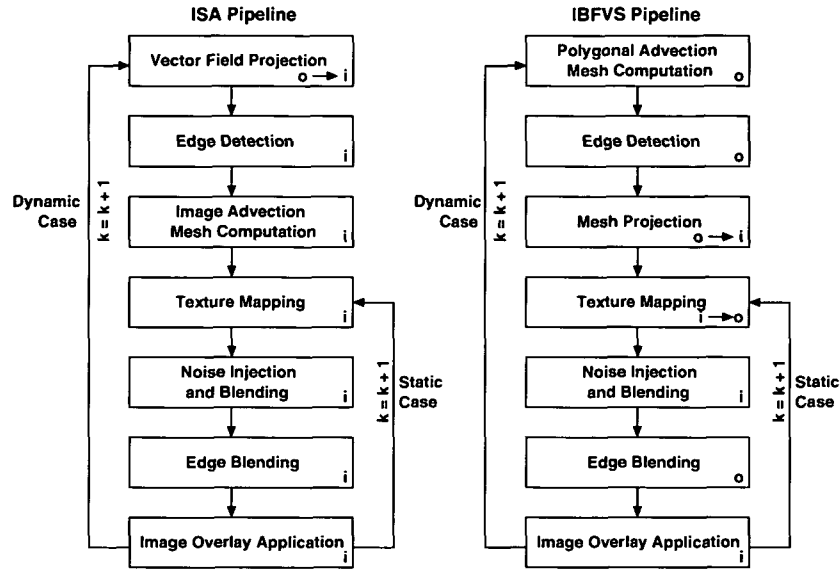 ISA Pipeline
Vector Field Projection
o → i
Edge Detection
i
Image Advection
Mesh Computation
i
Texture Mapping
i
Noise Injection
and Blending
i
Edge Blending
i
Image Overlay Application
i
Dynamic
Case
k = k + 1
Static
Case
k = k + 1
IBFVS Pipeline
Polygonal Advection
Mesh Computation
o
Edge Detection
o
Mesh Projection
o → i
Texture Mapping
i → o
Noise Injection
and Blending
i
Edge Blending
o
Image Overlay Application
i
Dynamic
Case
k = k + 1
Static
Case
k = k + 1